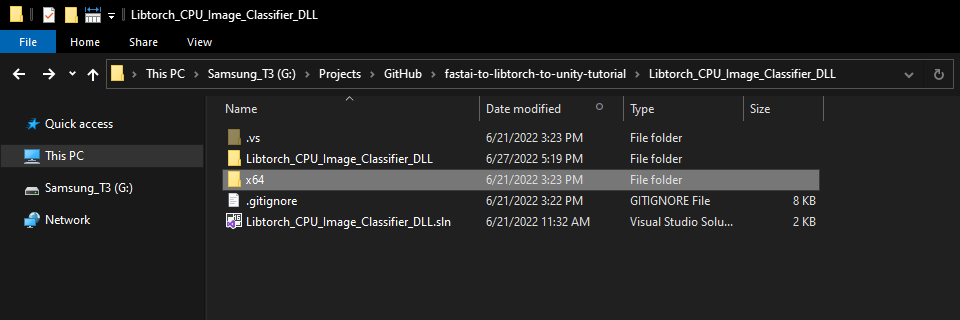 Libtorch_CPU_Image_Classifier_DLL
File Home Share View
This PC Samsung_T3 (G:) Projects GitHub fastai-to-libtorch-to-unity-tutorial Libtorch_CPU_Image_Classifier_DLL
Quick access
This PC
Samsung_T3 (G:)
Network
Name Date modified Type Size
.vs 6/21/2022 3:23 PM File folder
Libtorch_CPU_Image_Classifier_DLL 6/27/2022 5:19 PM File folder
x64 6/21/2022 3:23 PM File folder
.gitignore 6/21/2022 3:22 PM GITIGNORE File 8 KB
Libtorch_CPU_Image_Classifier_DLL.sln 6/21/2022 11:32 AM Visual Studio Solu... 2 KB